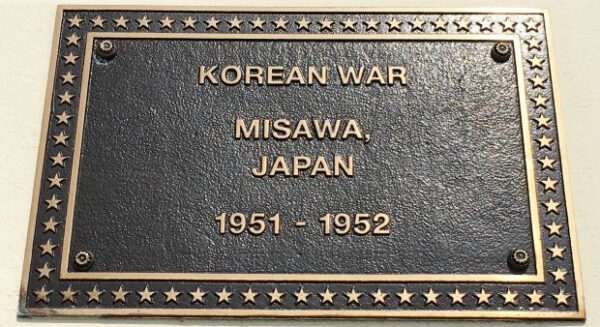 KOREAN WAR
MISAWA,
JAPAN
1951 - 1952